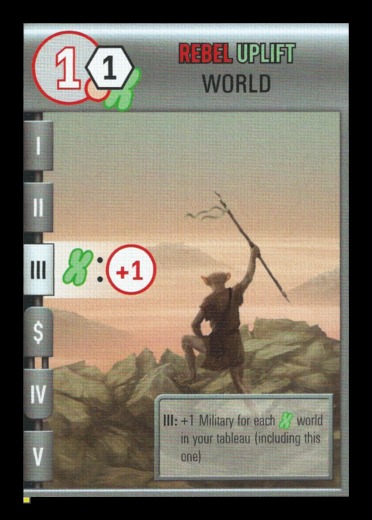 1 1
REBEL UPLIFT
WORLD
I
II
III : +1
$
IV
V
III: +1 Military for each world
in your tableau (including this
one)